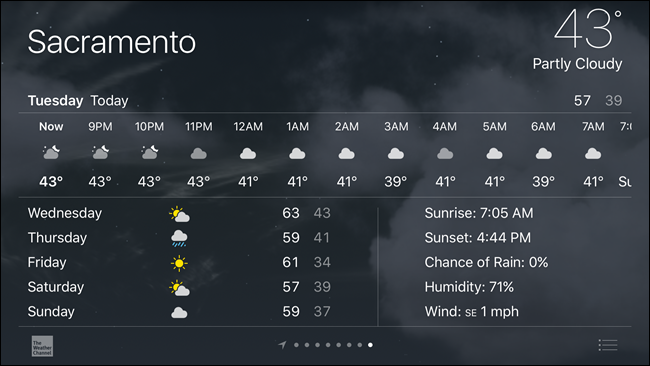 Sacramento
43°
Partly Cloudy
Tuesday Today 57 39
Now 9PM 10PM 11PM 12AM 1AM 2AM 3AM 4AM 5AM 6AM 7AM 7:0
43° 43° 43° 43° 41° 41° 41° 39° 41° 41° 39° 41° Su
Wednesday 63 43
Thursday 59 41
Friday 61 34
Saturday 57 39
Sunday 59 37
Sunrise: 7:05 AM
Sunset: 4:44 PM
Chance of Rain: 0%
Humidity: 71%
Wind: SE 1 mph
The
Weather
Channel